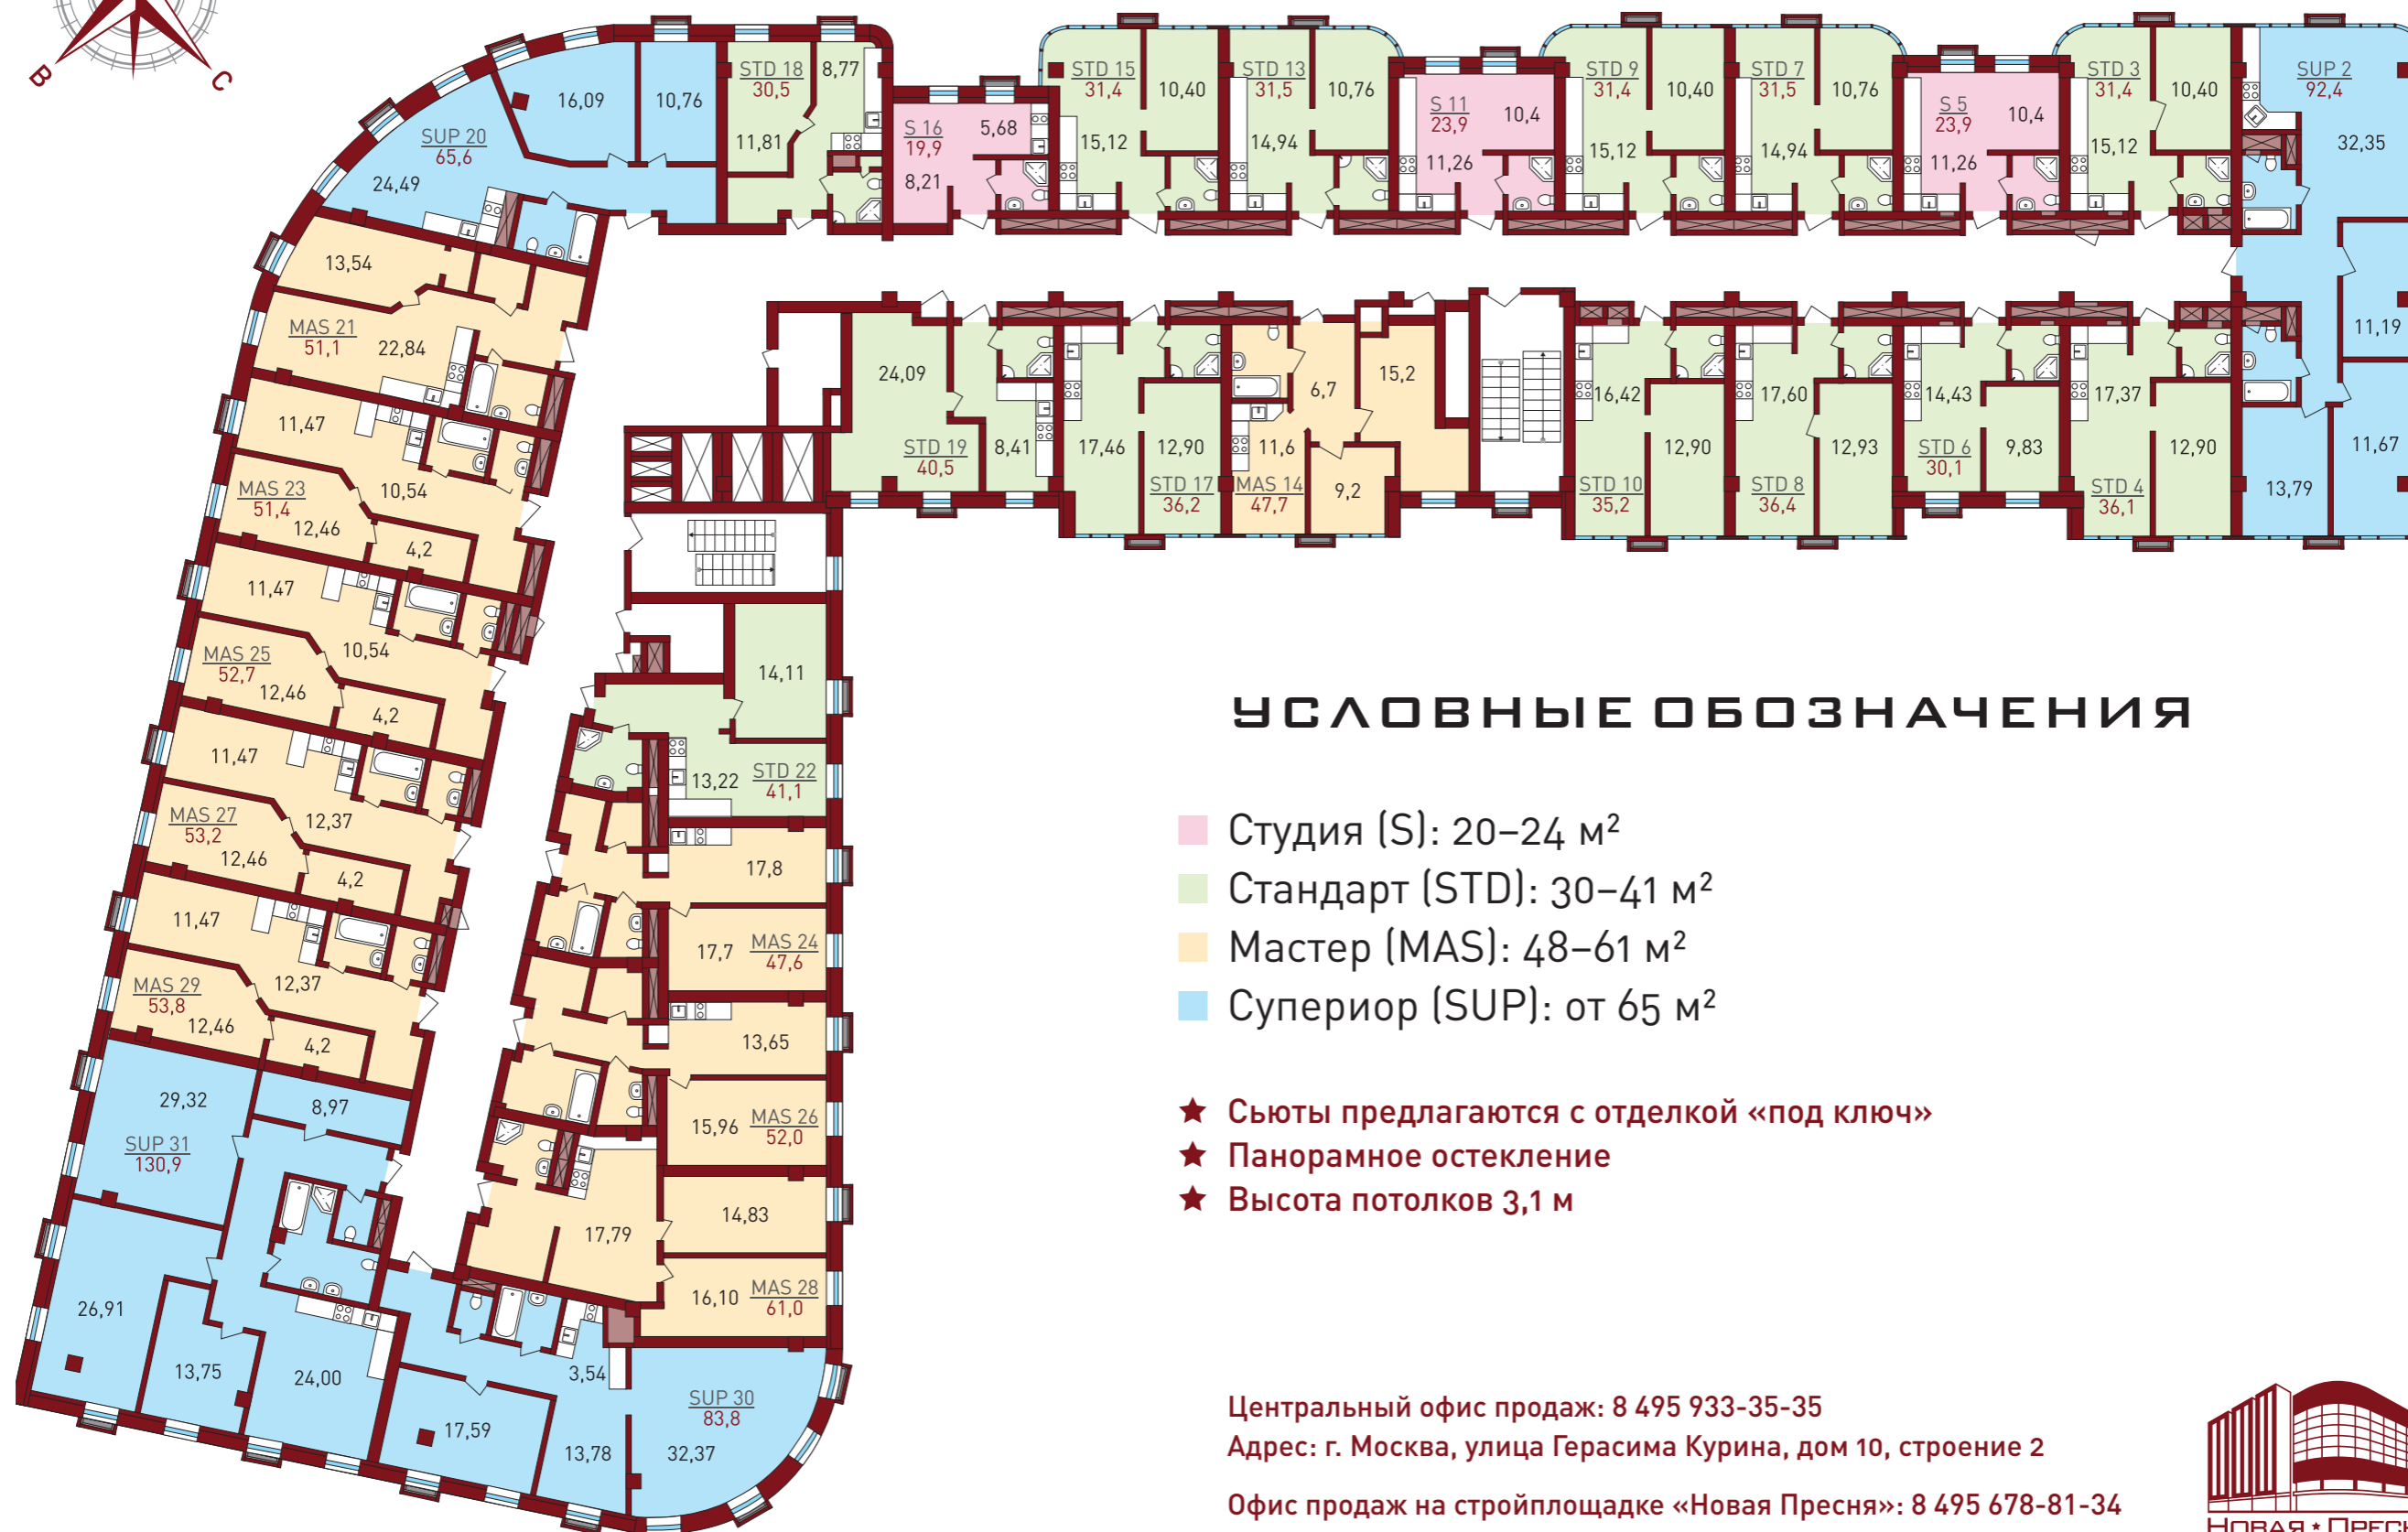 В
С
STD 18
30,5
8,77
11,81
16,09
10,76
SUP 20
65,6
24,49
S 16
19,9
5,68
8,21
STD 15
31,4
10,40
15,12
STD 13
31,5
10,76
14,94
S 11
23,9
10,4
11,26
STD 9
31,4
10,40
15,12
STD 7
31,5
10,76
14,94
S 5
23,9
10,4
11,26
STD 3
31,4
10,40
15,12
SUP 2
92,4
32,35
11,19
11,67
13,79
13,54
MAS 21
51,1
22,84
24,09
STD 19
40,5
8,41
17,46
12,90
STD 17
36,2
6,7
15,2
11,6
MAS 14
47,7
9,2
16,42
12,90
STD 10
35,2
17,60
12,93
STD 8
36,4
14,43
STD 6
30,1
9,83
17,37
12,90
STD 4
36,1
11,47
10,54
MAS 23
51,4
12,46
4,2
11,47
10,54
MAS 25
52,7
12,46
4,2
11,47
12,37
MAS 27
53,2
12,46
4,2
11,47
12,37
MAS 29
53,8
12,46
4,2
14,11
13,22
STD 22
41,1
17,8
17,7
MAS 24
47,6
13,65
15,96
MAS 26
52,0
14,83
17,79
16,10
MAS 28
61,0
29,32
8,97
SUP 31
130,9
26,91
13,75
24,00
3,54
17,59
13,78
SUP 30
83,8
32,37
УСЛОВНЫЕ ОБОЗНАЧЕНИЯ
Студия (S): 20–24 м²
Стандарт (STD): 30–41 м²
Мастер (MAS): 48–61 м²
Супериор (SUP): от 65 м²
Сьюты предлагаются с отделкой «под ключ»
Панорамное остекление
Высота потолков 3,1 м
Центральный офис продаж: 8 495 933-35-35
Адрес: г. Москва, улица Герасима Курина, дом 10, строение 2
Офис продаж на стройплощадке «Новая Пресня»: 8 495 678-81-34
НОВАЯ ★